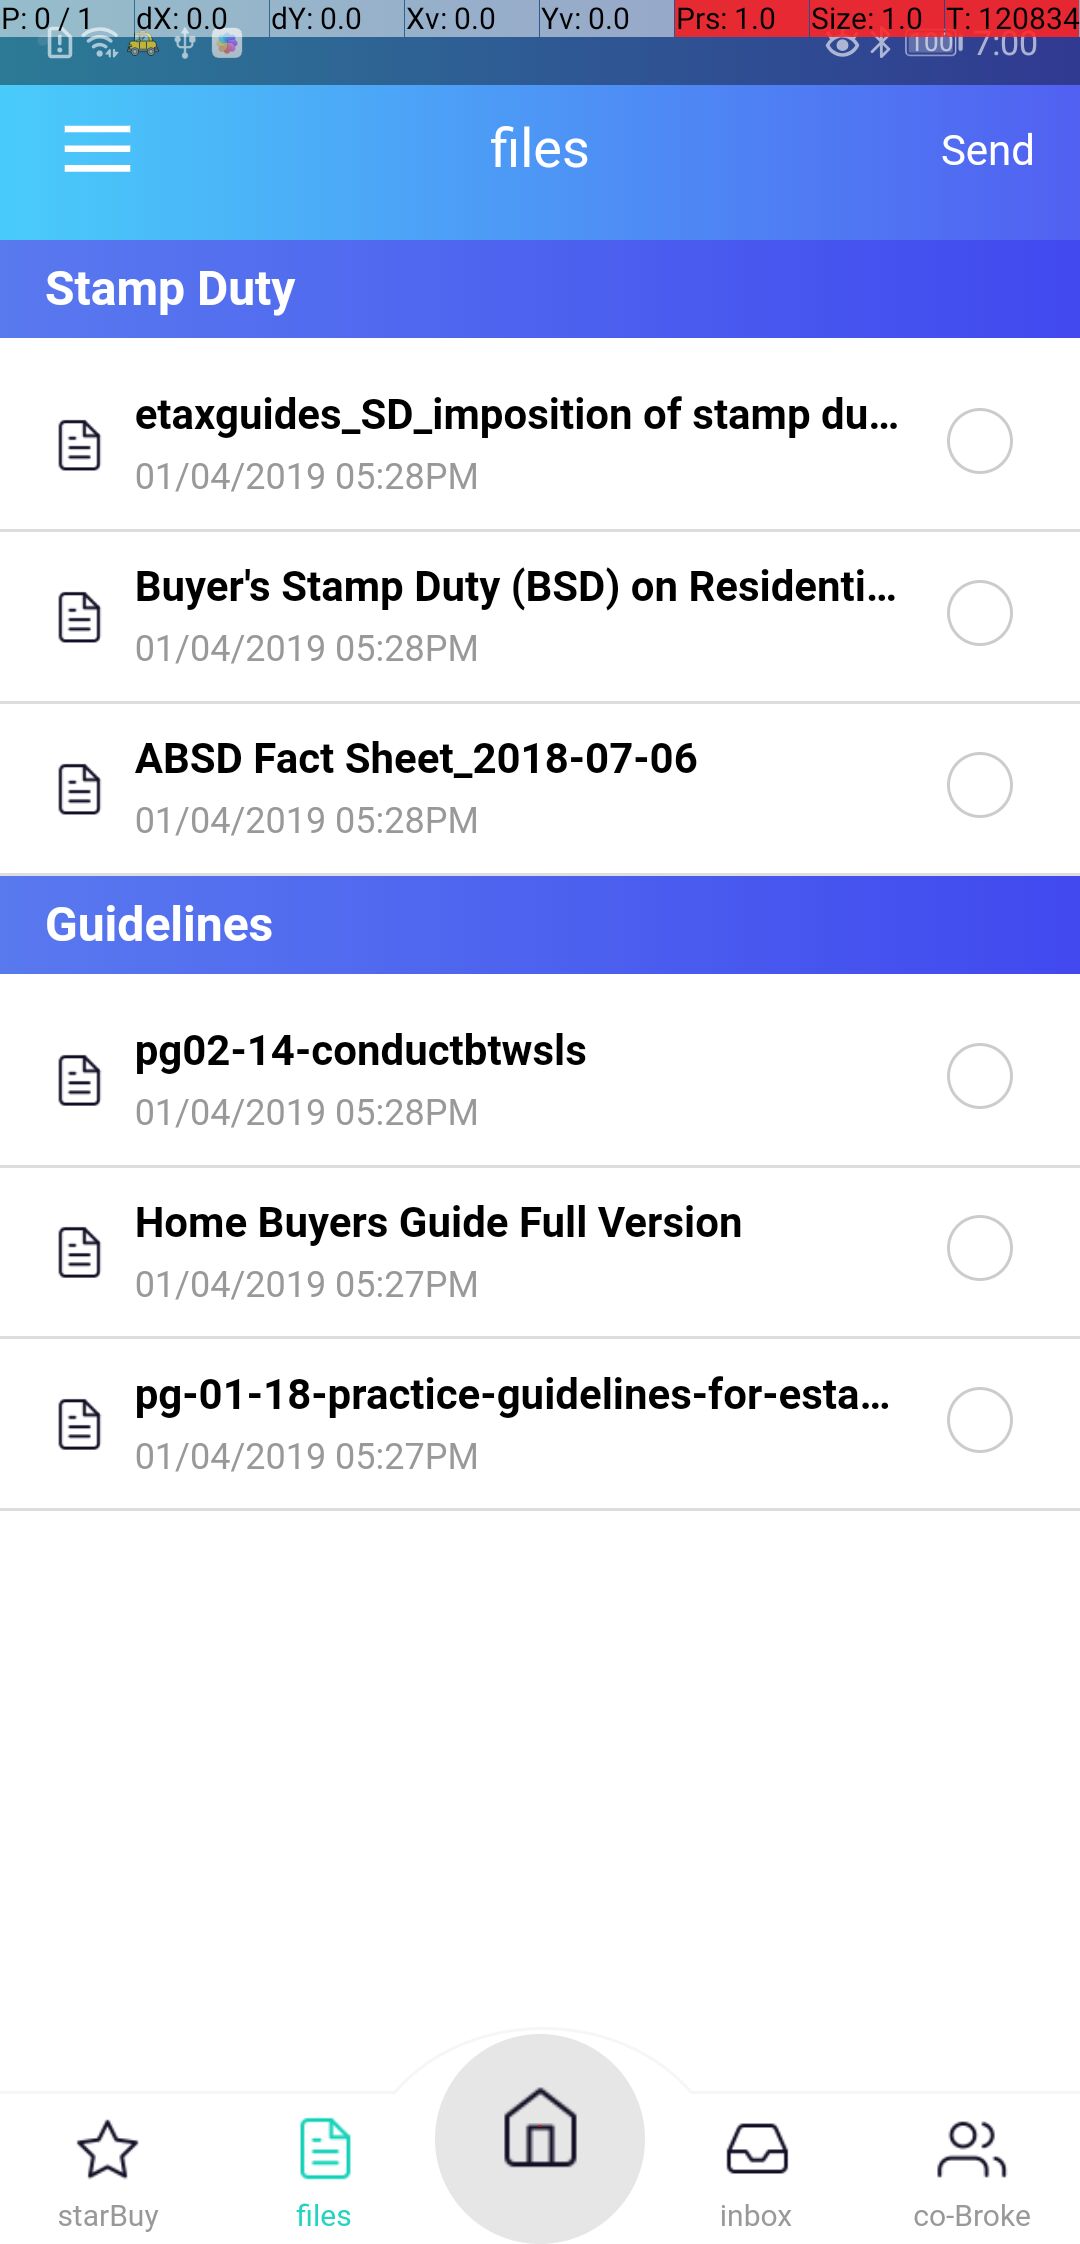 P: 0 / 1 dX: 0.0 dY: 0.0 Xv: 0.0 Yv: 0.0 Prs: 1.0 Size: 1.0 T: 120834
100 7:00
files Send
Stamp Duty
etaxguides_SD_imposition of stamp du...
01/04/2019 05:28PM
Buyer's Stamp Duty (BSD) on Residenti...
01/04/2019 05:28PM
ABSD Fact Sheet_2018-07-06
01/04/2019 05:28PM
Guidelines
pg02-14-conductbtwsls
01/04/2019 05:28PM
Home Buyers Guide Full Version
01/04/2019 05:27PM
pg-01-18-practice-guidelines-for-esta...
01/04/2019 05:27PM
starBuy files inbox co-Broke